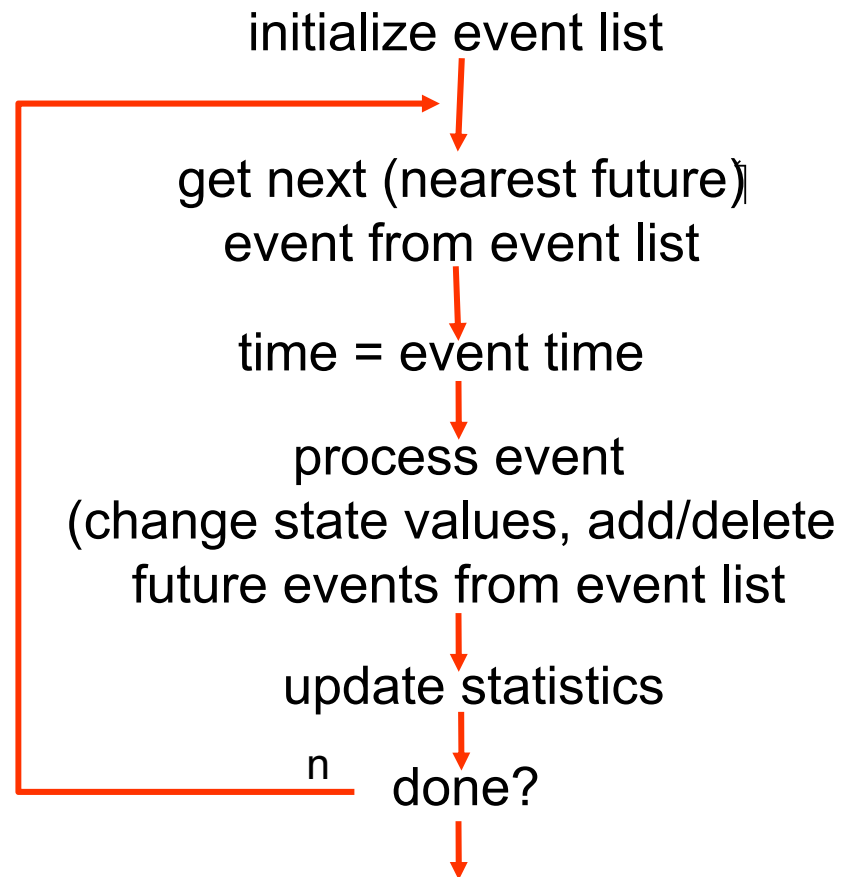 initialize event list
get next (nearest future)
event from event list
time = event time
process event
(change state values, add/delete
future events from event list
update statistics
n
done?